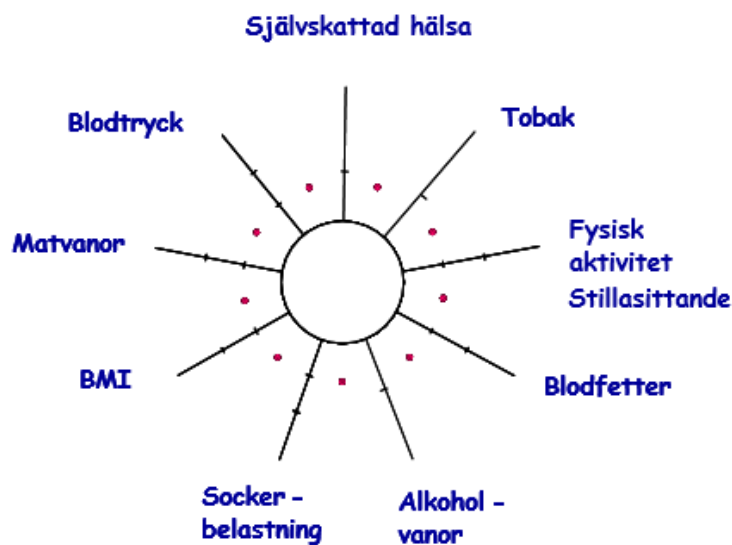 Självskattad hälsa
Tobak
Fysisk
aktivitet
Stillasittande
Blodfetter
Alkohol -
vanor
Socker -
belastning
BMI
Matvanor
Blodtryck